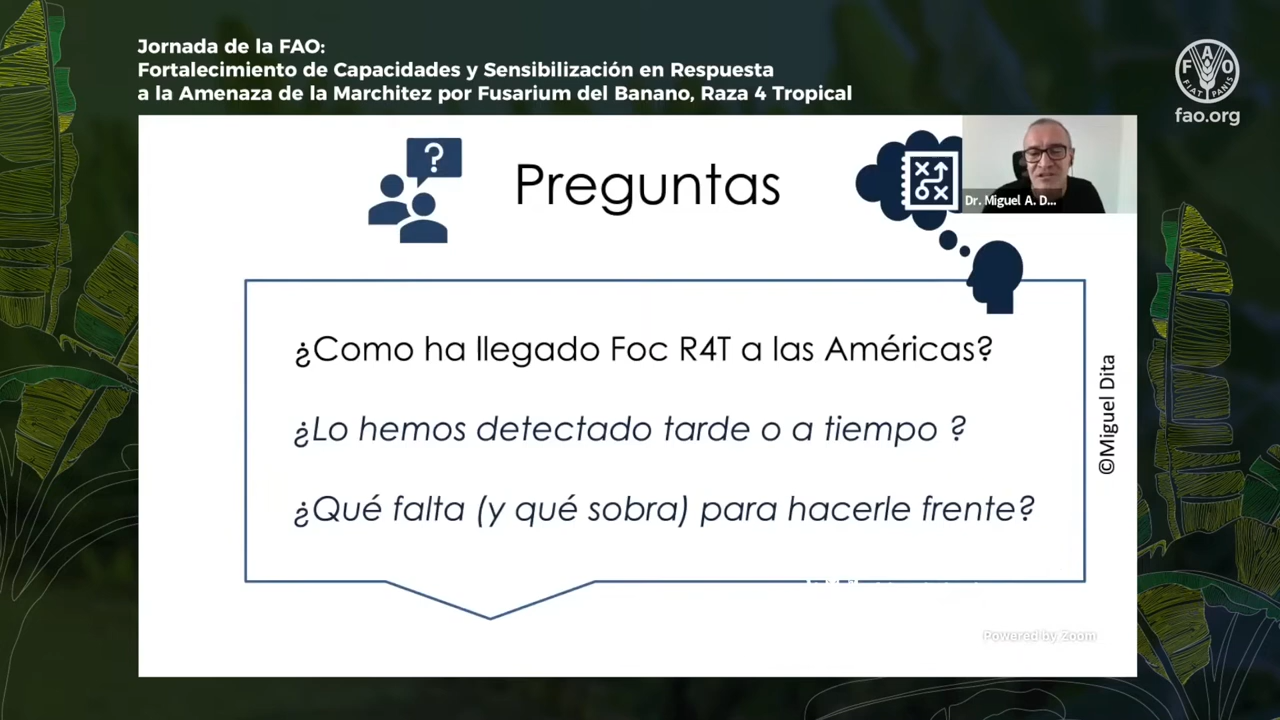 Jornada de la FAO:
Fortalecimiento de Capacidades y Sensibilización en Respuesta
a la Amenaza de la Marchitez por Fusarium del Banano, Raza 4 Tropical
FAO
FIAT PANIS
fao.org
?
Preguntas
Dr. Miguel A. D...
¿Como ha llegado Foc R4T a las Américas?
¿Lo hemos detectado tarde o a tiempo ?
¿Qué falta (y qué sobra) para hacerle frente?
©Miguel Dita
Powered by Zoom